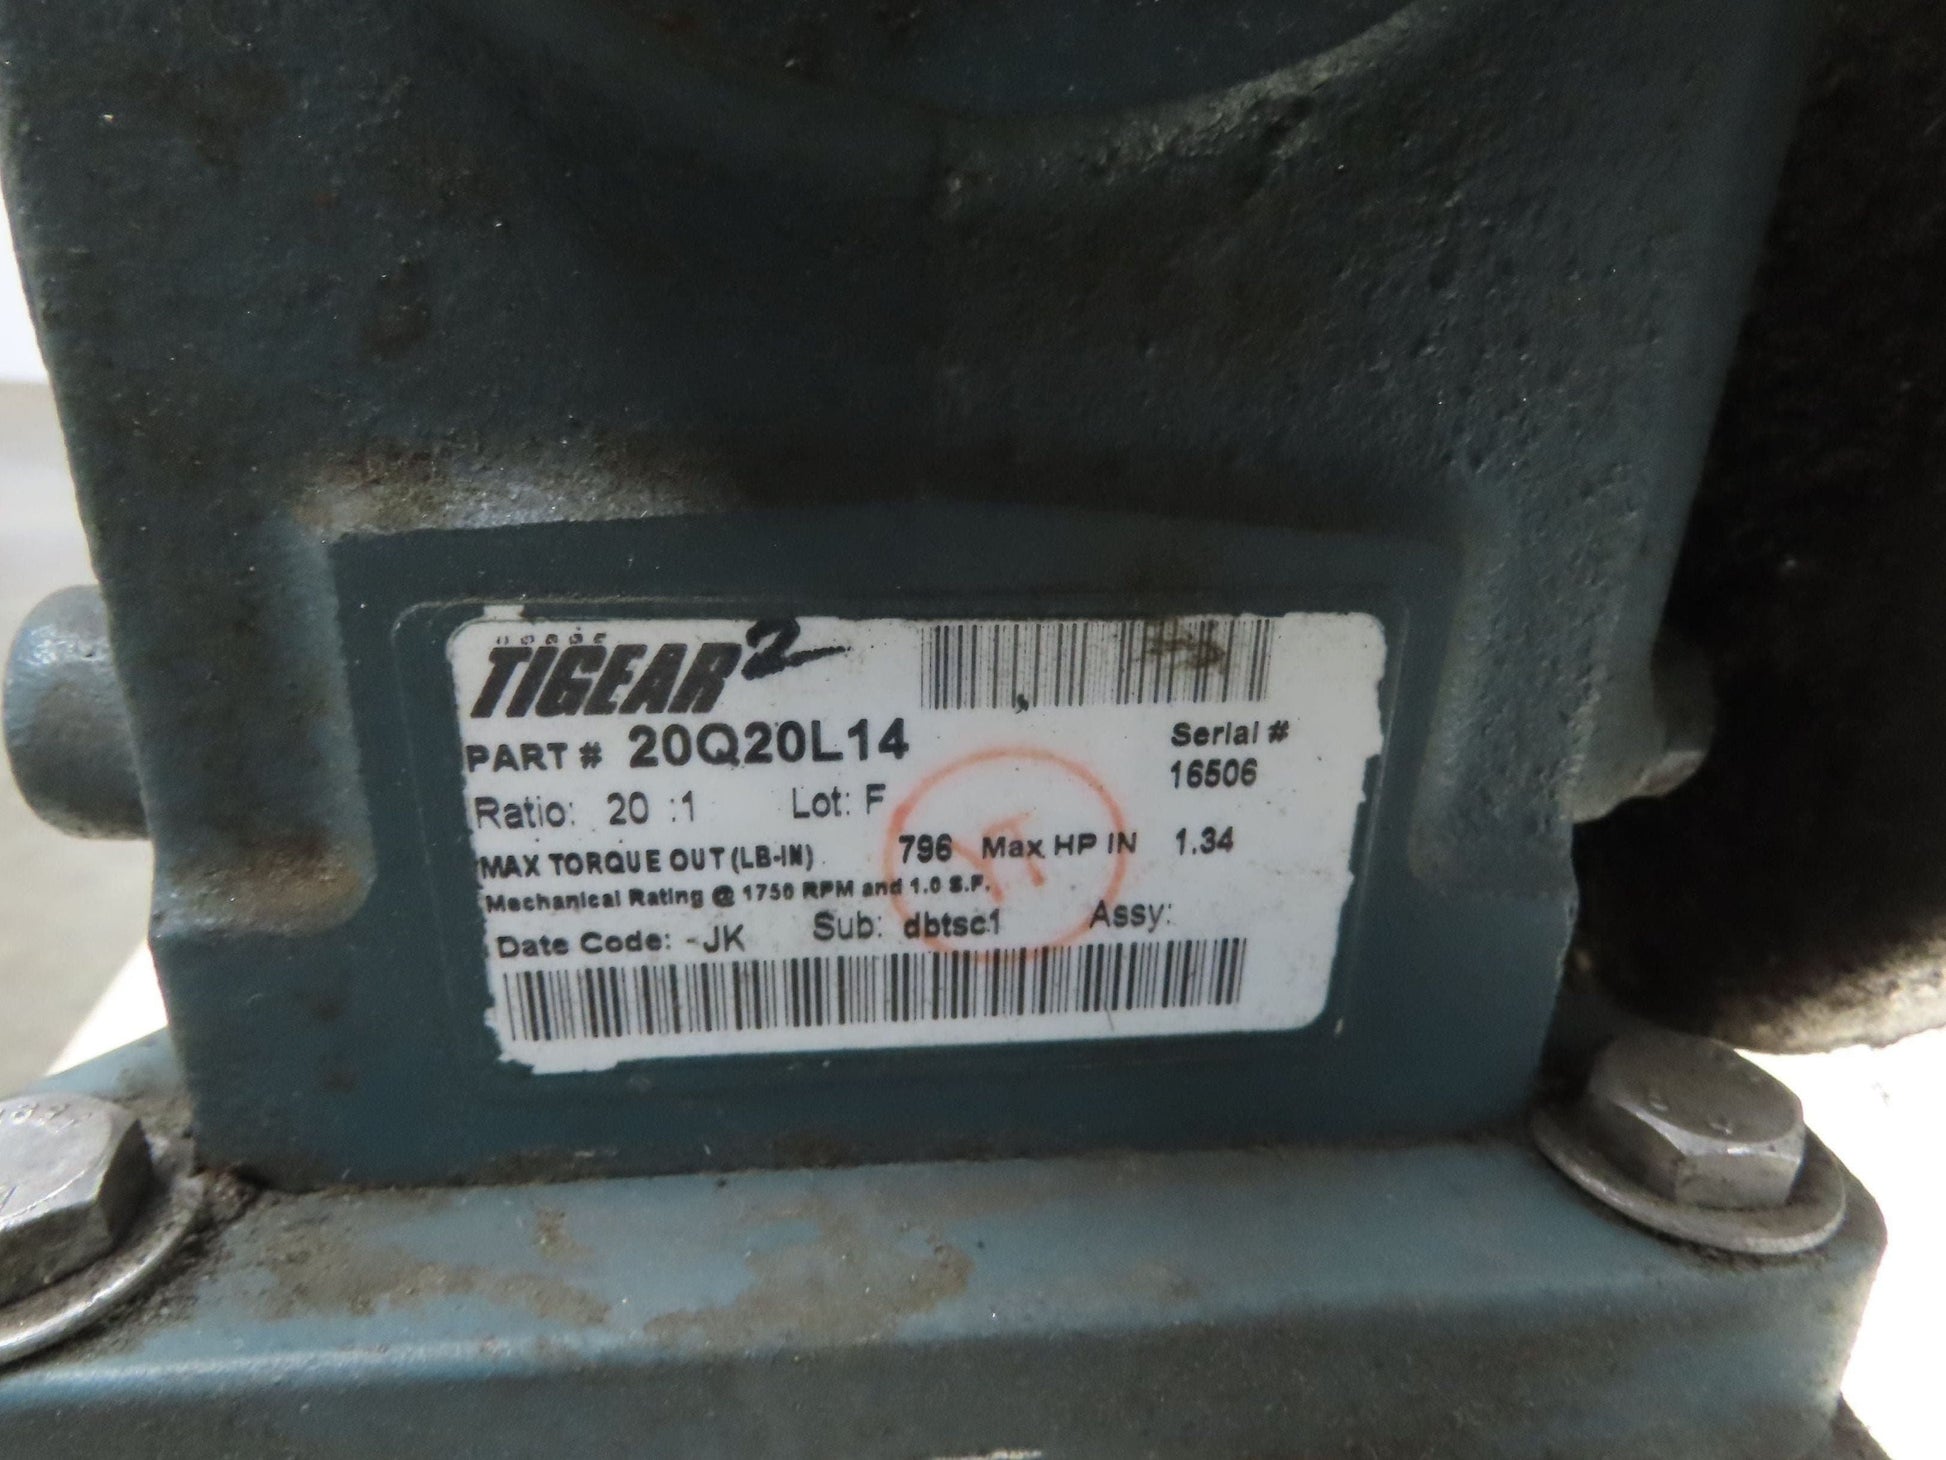 DODGE
TIGEAR2
PART # 20Q20L14
Serial #
16506
Ratio: 20 :1 Lot: F
MAX TORQUE OUT (LB-IN) 796 Max HP IN 1.34
Mechanical Rating @ 1750 RPM and 1.0 S.F.
Date Code: -JK Sub: dbtsc1 Assy: